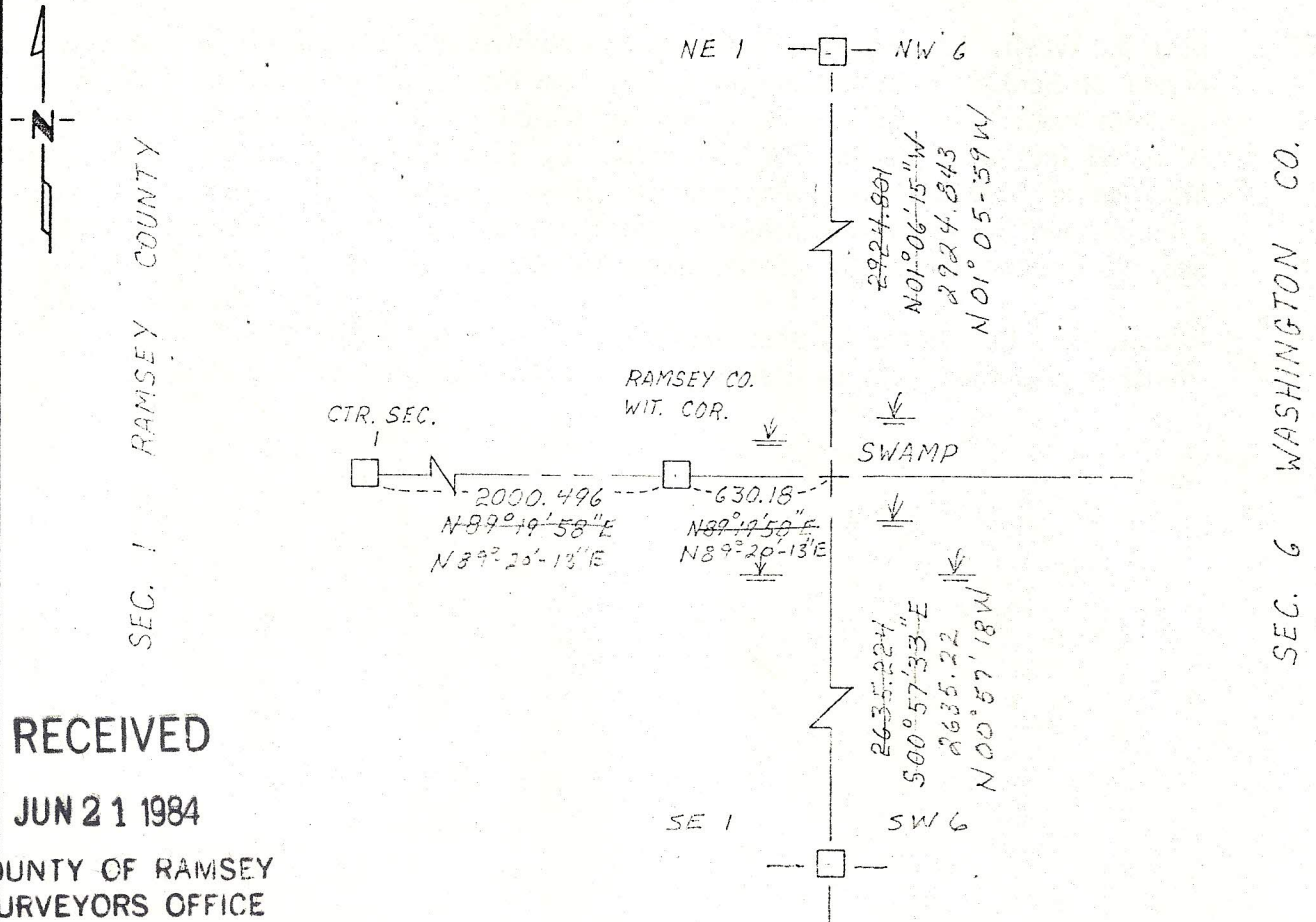 N
NE 1
NW 6
SEC. 1 RAMSEY COUNTY
SEC. 6 WASHINGTON CO.
N01°06'15"W
2924.843
N01°05-59W
RAMSEY CO.
WIT. COR.
CTR. SEC.
1
SWAMP
2000.496
630.18
N89°19'58"E
N89°19'58"E
N89°20'-13"E
N89°20'-13"E
2635.224
S00°57'33"E
2635.22
N00°57'18W
RECEIVED
JUN 21 1984
OUNTY OF RAMSEY
URVEYORS OFFICE
SE 1
SW 6